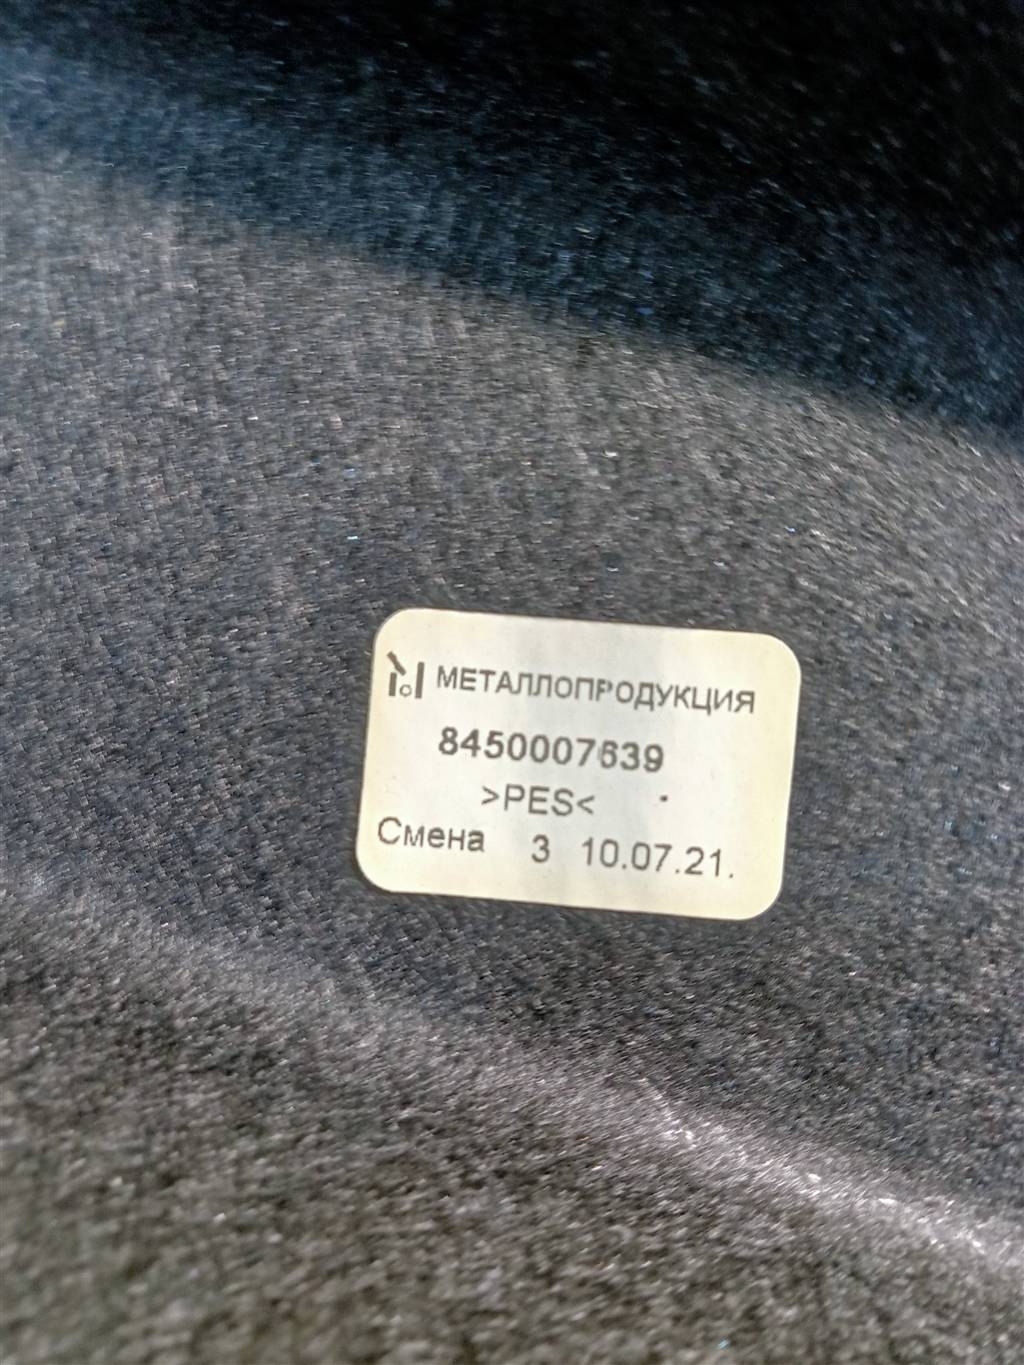 МЕТАЛЛОПРОДУКЦИЯ
8450007639
>PES<
Смена 3 10.07.21.